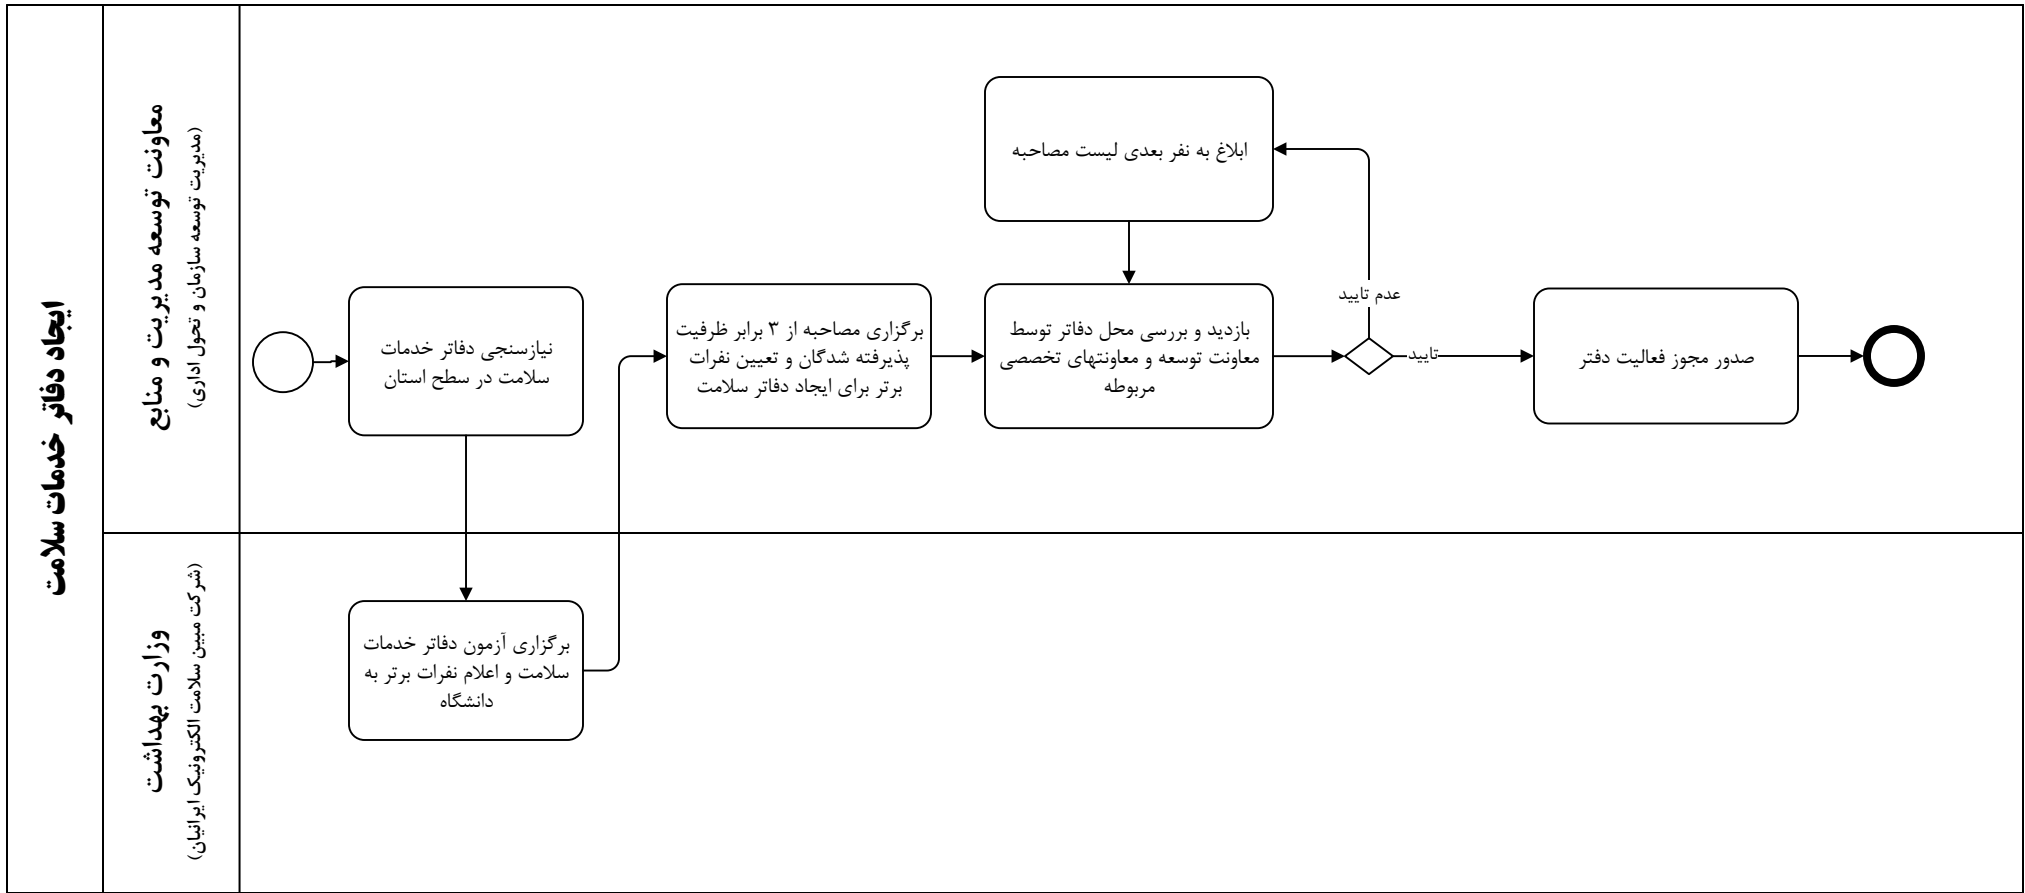 ایجاد دفاتر خدمات سلامت
معاونت توسعه مدیریت و منابع
(مدیریت توسعه سازمان و تحول اداری)
نیازسنجی دفاتر خدمات
سلامت در سطح استان
برگزاری مصاحبه از ۳ برابر ظرفیت
پذیرفته شدگان و تعیین نفرات
برتر برای ایجاد دفاتر سلامت
ابلاغ به نفر بعدی لیست مصاحبه
بازدید و بررسی محل دفاتر توسط
معاونت توسعه و معاونتهای تخصصی
مربوطه
عدم تایید
تایید
صدور مجوز فعالیت دفتر
وزارت بهداشت
(شرکت مبین سلامت الکترونیک ایرانیان)
برگزاری آزمون دفاتر خدمات
سلامت و اعلام نفرات برتر به
دانشگاه